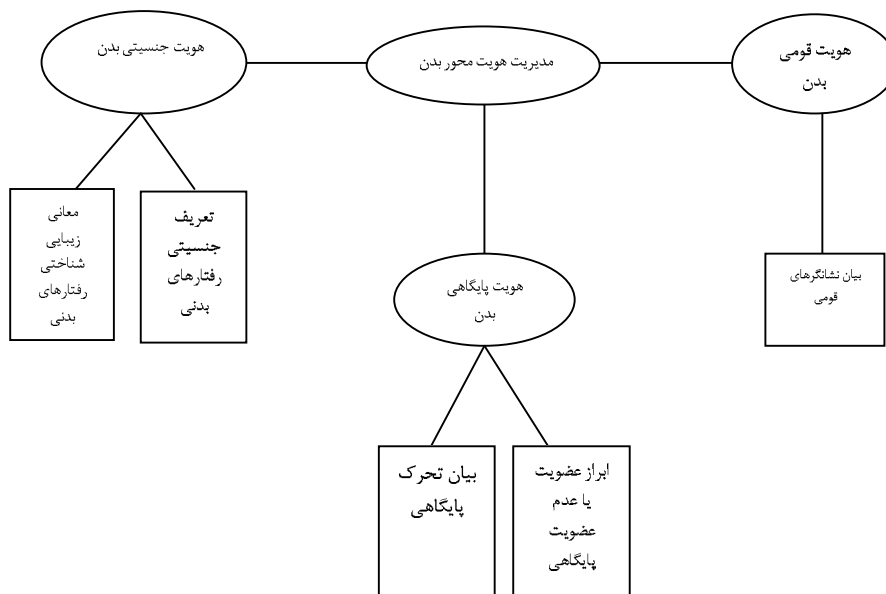 هویت قومی
بدن
مدیریت هویت محور بدن
هویت جنسیتی بدن
بیان نشانگرهای
قومی
هویت پایگاهی
بدن
تعریف
جنسیتی
رفتارهای
بدنی
معانی
زیبایی
شناختی
رفتارهای
بدنی
ابراز عضویت
یا عدم
عضویت
پایگاهی
بیان تحرک
پایگاهی